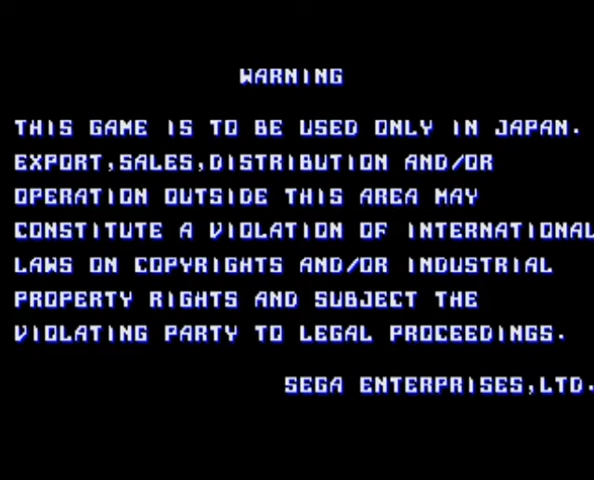 WARNING
THIS GAME IS TO BE USED ONLY IN JAPAN.
EXPORT,SALES,DISTRIBUTION AND/OR
OPERATION OUTSIDE THIS AREA MAY
CONSTITUTE A VIOLATION OF INTERNATIONAL
LAWS ON COPYRIGHTS AND/OR INDUSTRIAL
PROPERTY RIGHTS AND SUBJECT THE
VIOLATING PARTY TO LEGAL PROCEEDINGS.
SEGA ENTERPRISES,LTD.